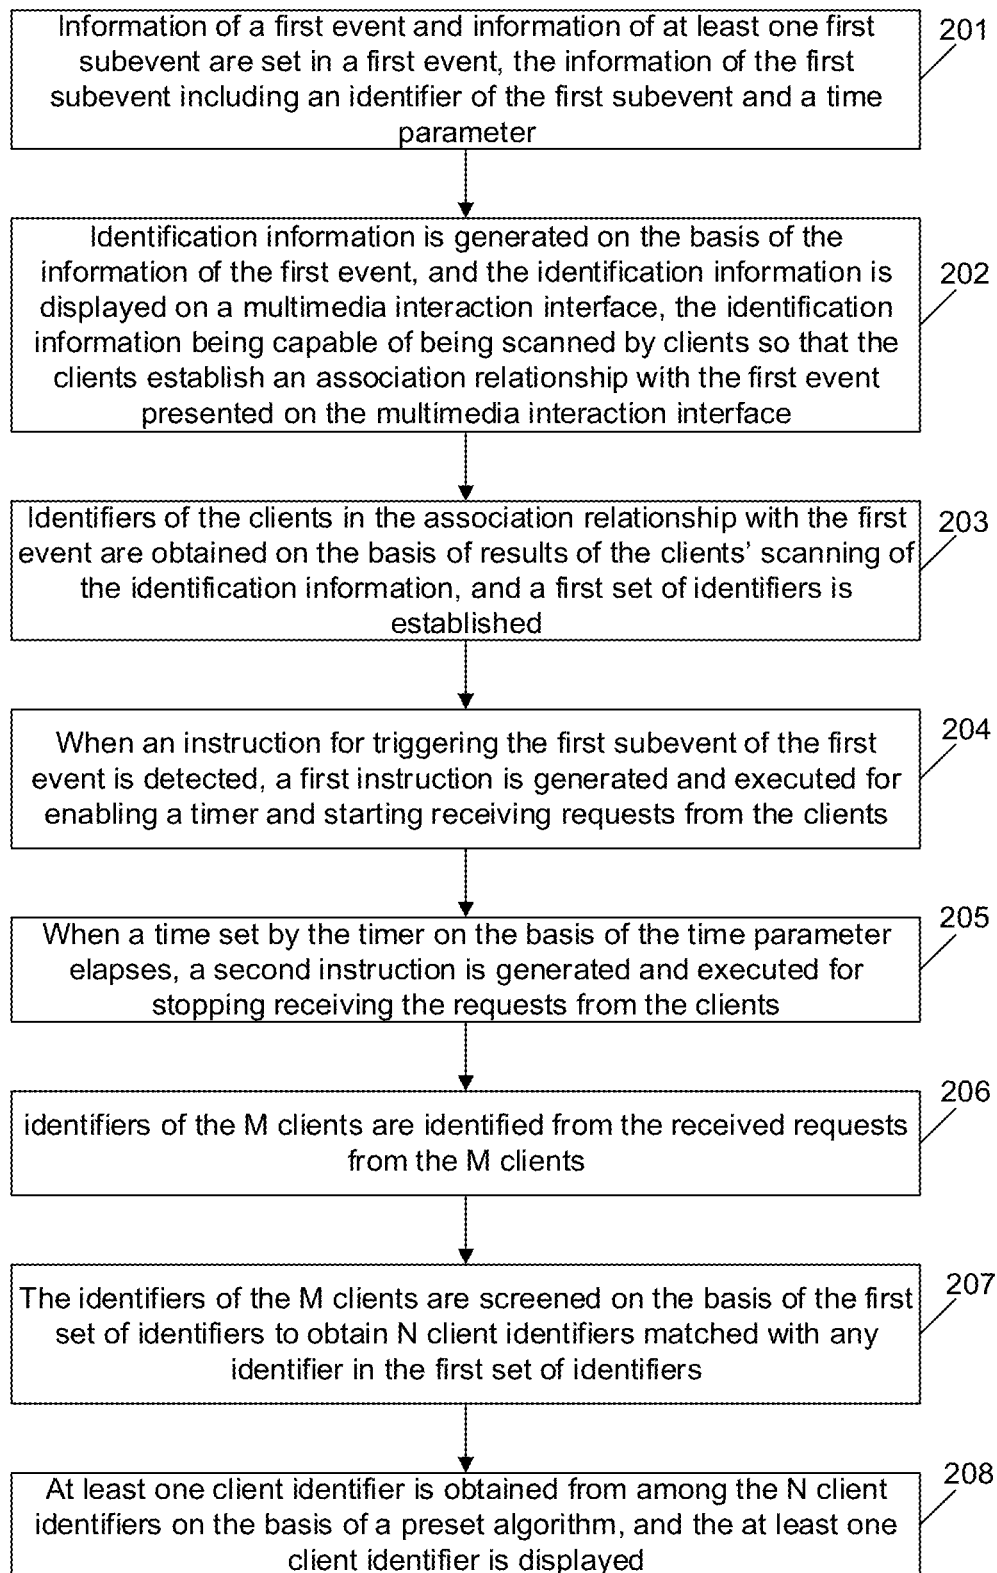 Information of a first event and information of at least one first
subevent are set in a first event, the information of the first
subevent including an identifier of the first subevent and a time
parameter
201
Identification information is generated on the basis of the
information of the first event, and the identification information is
displayed on a multimedia interaction interface, the identification
information being capable of being scanned by clients so that the
clients establish an association relationship with the first event
presented on the multimedia interaction interface
202
Identifiers of the clients in the association relationship with the first
event are obtained on the basis of results of the clients’ scanning of
the identification information, and a first set of identifiers is
established
203
When an instruction for triggering the first subevent of the first
event is detected, a first instruction is generated and executed for
enabling a timer and starting receiving requests from the clients
204
When a time set by the timer on the basis of the time parameter
elapses, a second instruction is generated and executed for
stopping receiving the requests from the clients
205
identifiers of the M clients are identified from the received requests
from the M clients
206
The identifiers of the M clients are screened on the basis of the first
set of identifiers to obtain N client identifiers matched with any
identifier in the first set of identifiers
207
At least one client identifier is obtained from among the N client
identifiers on the basis of a preset algorithm, and the at least one
client identifier is displayed
208